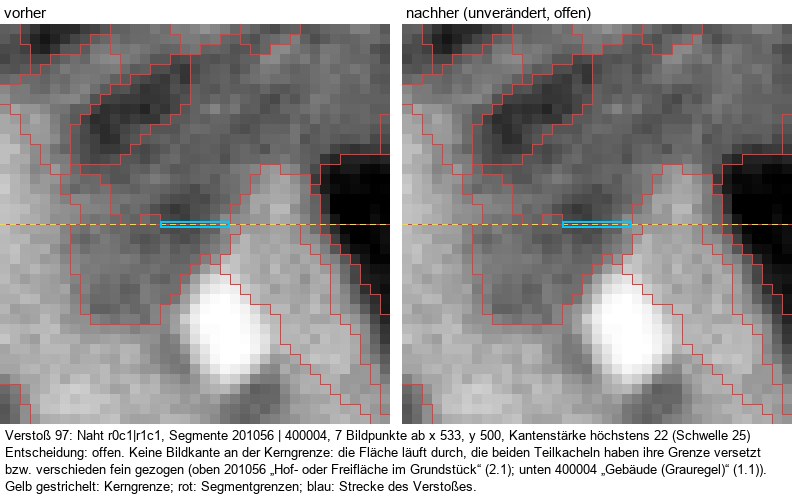 vorher
nachher (unverändert, offen)
Verstoß 97: Naht r0c1|r1c1, Segmente 201056 | 400004, 7 Bildpunkte ab x 533, y 500, Kantenstärke höchstens 22 (Schwelle 25)
Entscheidung: offen. Keine Bildkante an der Kerngrenze: die Fläche läuft durch, die beiden Teilkacheln haben ihre Grenze versetzt
bzw. verschieden fein gezogen (oben 201056 „Hof- oder Freifläche im Grundstück“ (2.1); unten 400004 „Gebäude (Grauregel)“ (1.1)).
Gelb gestrichelt: Kerngrenze; rot: Segmentgrenzen; blau: Strecke des Verstoßes.